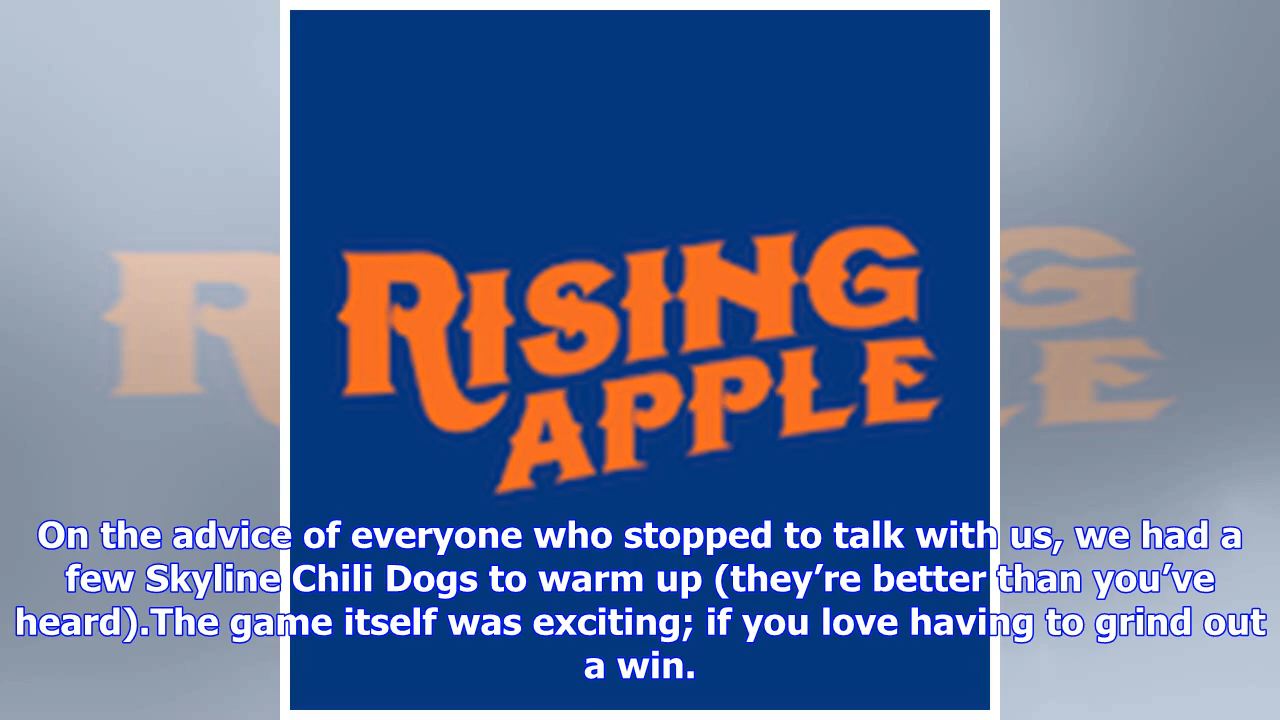 RISING
APPLE
On the advice of everyone who stopped to talk with us, we had a
few Skyline Chili Dogs to warm up (they’re better than you’ve
heard).The game itself was exciting; if you love having to grind out
a win.